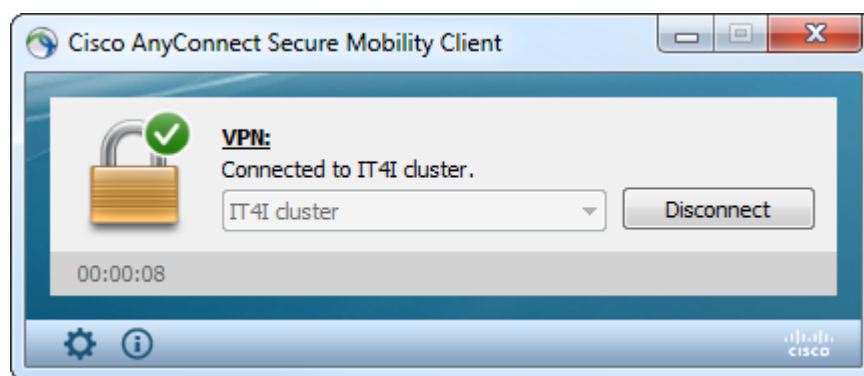 Cisco AnyConnect Secure Mobility Client
VPN:
Connected to IT4I cluster.
IT4I cluster
Disconnect
00:00:08
cisco